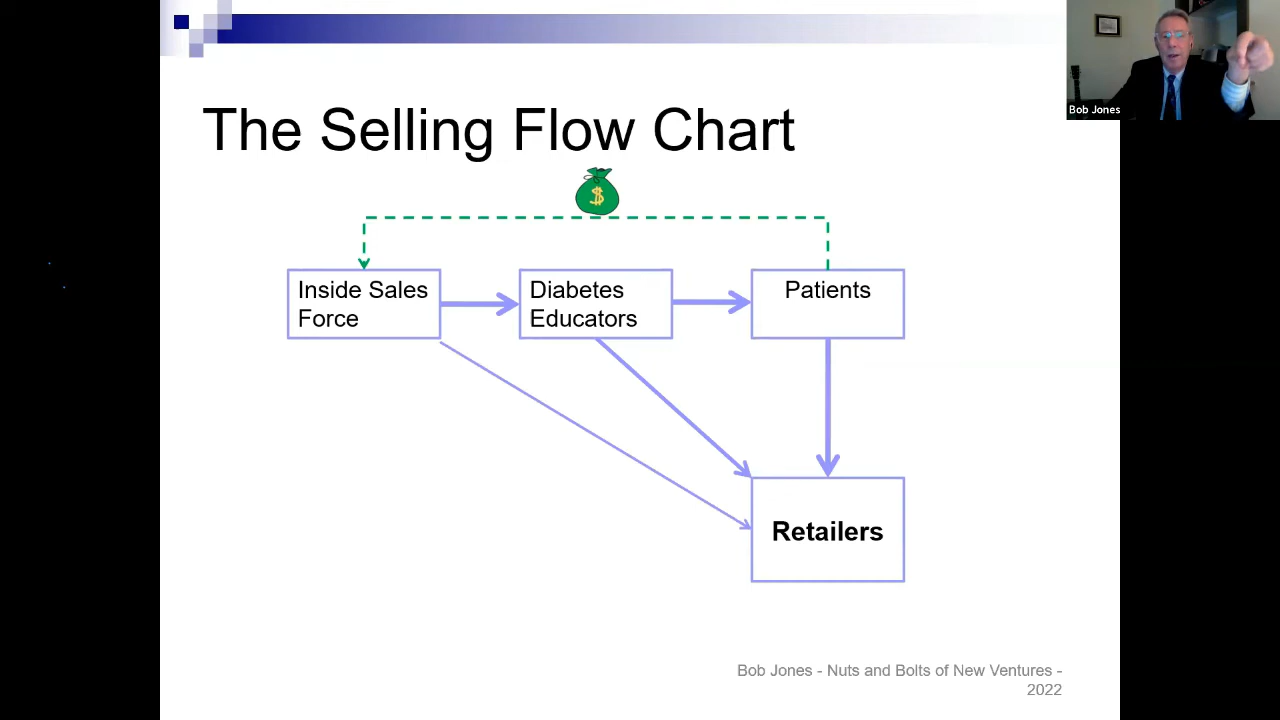 Bob Jones
The Selling Flow Chart
$
Inside Sales
Force
Diabetes
Educators
Patients
Retailers
Bob Jones - Nuts and Bolts of New Ventures -
2022